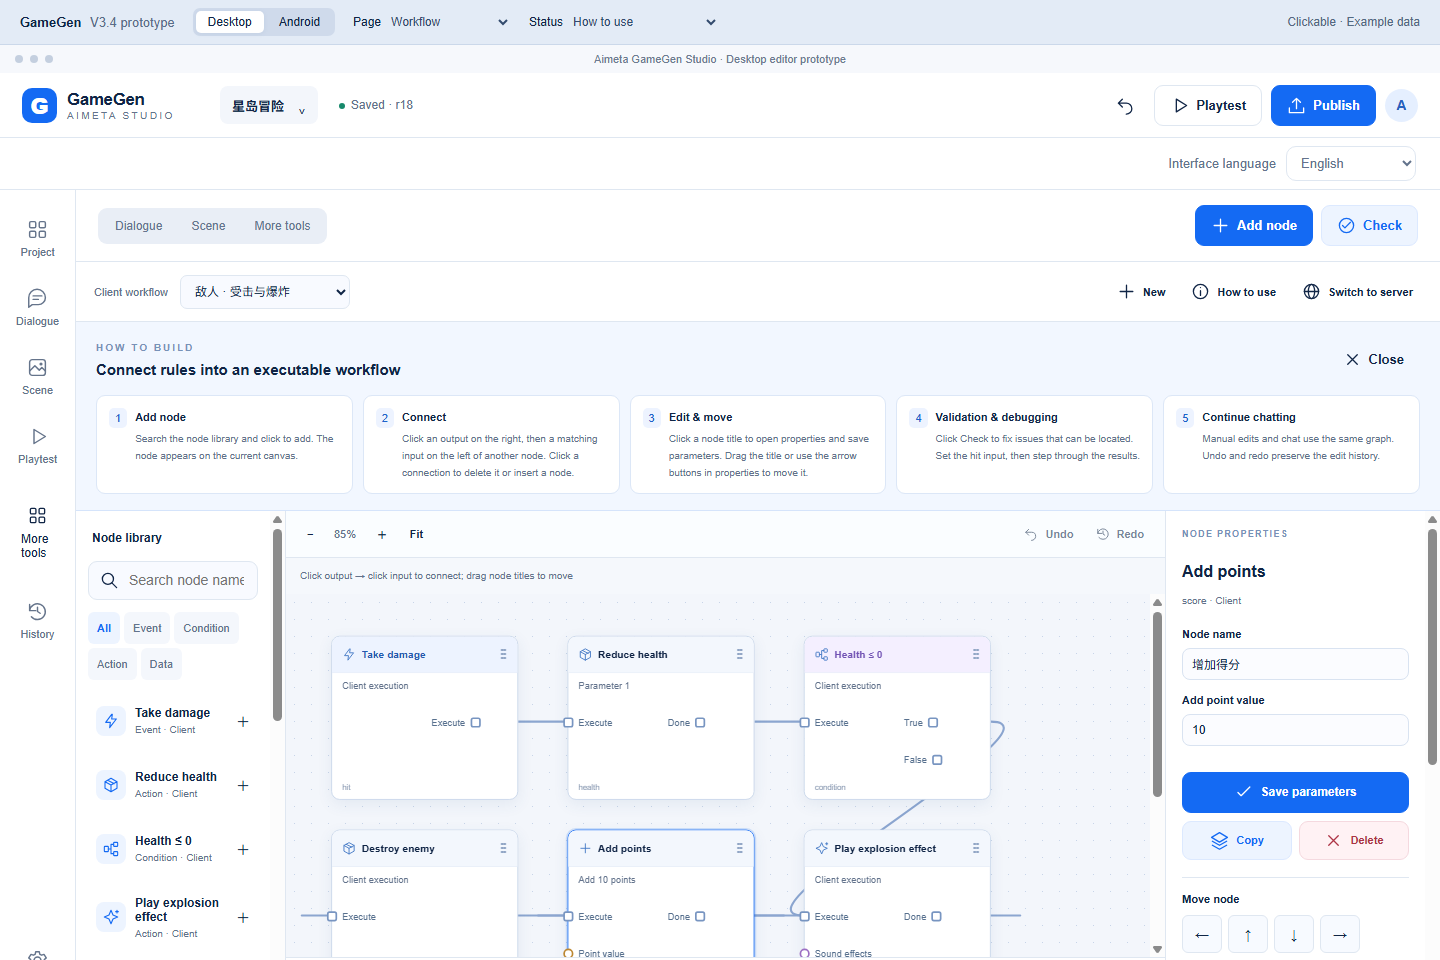 GameGen V3.4 prototype Desktop Android Page Workflow Status How to use Clickable · Example data
Aimeta GameGen Studio · Desktop editor prototype
G GameGen AIMETA STUDIO 星岛冒险 Saved · r18 Playtest Publish A
Interface language English
Project
Dialogue
Scene
Playtest
More tools
History
Dialogue Scene More tools Add node Check
Client workflow 敌人 · 受击与爆炸 New How to use Switch to server
HOW TO BUILD
Connect rules into an executable workflow
Close
1 Add node
Search the node library and click to add. The
node appears on the current canvas.
2 Connect
Click an output on the right, then a matching
input on the left of another node. Click a
connection to delete it or insert a node.
3 Edit & move
Click a node title to open properties and save
parameters. Drag the title or use the arrow
buttons in properties to move it.
4 Validation & debugging
Click Check to fix issues that can be located.
Set the hit input, then step through the results.
5 Continue chatting
Manual edits and chat use the same graph.
Undo and redo preserve the edit history.
Node library
Search node name
All Event Condition
Action Data
Take damage
Event · Client
Reduce health
Action · Client
Health ≤ 0
Condition · Client
Play explosion
effect
Action · Client
− 85% + Fit Undo Redo
Click output → click input to connect; drag node titles to move
Take damage
Client execution
Execute
hit
Reduce health
Parameter 1
Execute Done
health
Health ≤ 0
Client execution
Execute True
False
condition
Destroy enemy
Client execution
Execute
Add points
Add 10 points
Execute Done
Point value
Play explosion effect
Client execution
Execute Done
Sound effects
NODE PROPERTIES
Add points
score · Client
Node name
增加得分
Add point value
10
Save parameters
Copy Delete
Move node
← ↑ ↓ →